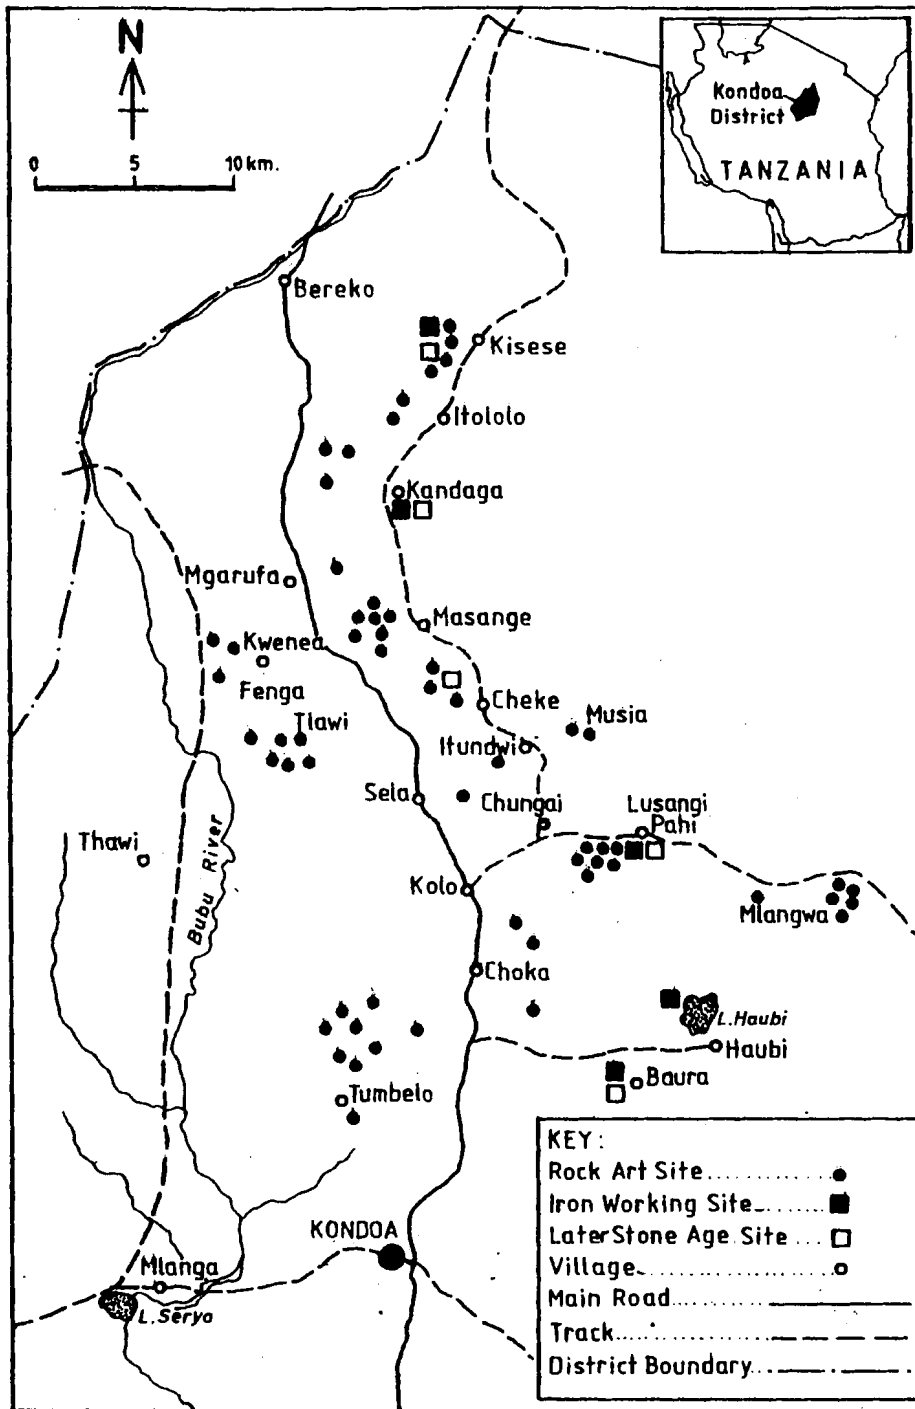 N
0 5 10km.
Kondoa
District
TANZANIA
Bereko
Kisese
Itololo
Kandaga
Mgarufa
Masange
Kwenea
Fenga
Cheke
Tlawi
Musia
Itundwi
Sela
Chungai
Lusangi
Pahi
Thawi
Bubu River
Kolo
Mlangwa
Choka
L.Haubi
Haubi
Baura
Tumbelo
KONDOA
Mlanga
L.Serya
KEY:
Rock Art Site
Iron Working Site
Later Stone Age Site
Village
Main Road
Track
District Boundary